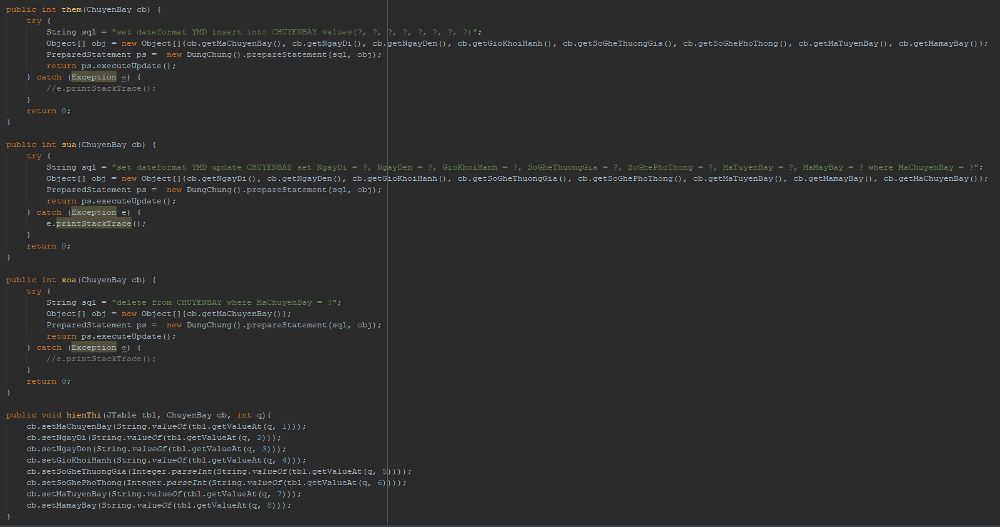 public int them(ChuyenBay cb) {
try {
String sql = "set dateformat YMD insert into CHUYENBAY values(?, ?, ?, ?, ?, ?, ?, ?)";
Object[] obj = new Object[]{cb.getMaChuyenBay(), cb.getNgayDi(), cb.getNgayDen(), cb.getGioKhoiHanh(), cb.getSoGheThuongGia(), cb.getSoGhePhoThong(), cb.getMaTuyenBay(), cb.getMamayBay()};
PreparedStatement ps =  new DungChung().prepareStatement(sql, obj);
return ps.executeUpdate();
} catch (Exception e) {
//e.printStackTrace();
}
return 0;
}
public int sua(ChuyenBay cb) {
try {
String sql = "set dateformat YMD update CHUYENBAY set NgayDi = ?, NgayDen = ?, GioKhoiHanh = ?, SoGheThuongGia = ?, SoGhePhoThong = ?, MaTuyenBay = ?, MaMayBay = ? where MaChuyenBay = ?";
Object[] obj = new Object[]{cb.getNgayDi(), cb.getNgayDen(), cb.getGioKhoiHanh(), cb.getSoGheThuongGia(), cb.getSoGhePhoThong(), cb.getMaTuyenBay(), cb.getMamayBay(), cb.getMaChuyenBay()};
PreparedStatement ps =  new DungChung().prepareStatement(sql, obj);
return ps.executeUpdate();
} catch (Exception e) {
e.printStackTrace();
}
return 0;
}
public int xoa(ChuyenBay cb) {
try {
String sql = "delete from CHUYENBAY where MaChuyenBay = ?";
Object[] obj = new Object[]{cb.getMaChuyenBay()};
PreparedStatement ps =  new DungChung().prepareStatement(sql, obj);
return ps.executeUpdate();
} catch (Exception e) {
//e.printStackTrace();
}
return 0;
}
public void hienThi(JTable tbl, ChuyenBay cb, int q){
cb.setMaChuyenBay(String.valueOf(tbl.getValueAt(q, 1)));
cb.setNgayDi(String.valueOf(tbl.getValueAt(q, 2)));
cb.setNgayDen(String.valueOf(tbl.getValueAt(q, 3)));
cb.setGioKhoiHanh(String.valueOf(tbl.getValueAt(q, 4)));
cb.setSoGheThuongGia(Integer.parseInt(String.valueOf(tbl.getValueAt(q, 5))));
cb.setSoGhePhoThong(Integer.parseInt(String.valueOf(tbl.getValueAt(q, 6))));
cb.setMaTuyenBay(String.valueOf(tbl.getValueAt(q, 7)));
cb.setMamayBay(String.valueOf(tbl.getValueAt(q, 8)));
}